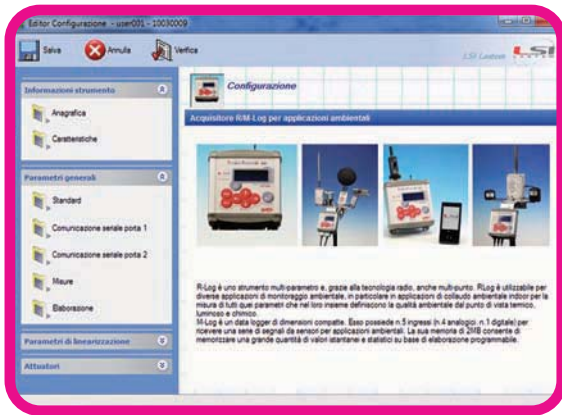 Editor Configurazione - user001 - 10030009
Salva
Annulla
Verifica
LSI Lastem
LSI
Informazioni strumento
Anagrafica
Caratteristiche
Parametri generali
Standard
Comunicazione seriale porta 1
Comunicazione seriale porta 2
Misure
Elaborazione
Parametri di linearizzazione
Attuatori
Configurazione
Acquisitore R/M-Log per applicazioni ambientali
R-Log è uno strumento multi-parametro e, grazie alla tecnologia radio, anche multi-punto. RLog è utilizzabile per
diverse applicazioni di monitoraggio ambientale, in particolare in applicazioni di collaudo ambientale indoor per la
misura di tutti quei parametri che nel loro insieme definiscono la qualità ambientale dal punto di vista termico,
luminoso e chimico.
M-Log è un data logger di dimensioni compatte. Esso possiede n.5 ingressi (n.4 analogici, n.1 digitale) per
ricevere una serie di segnali da sensori per applicazioni ambientali. La sua memoria di 2MB consente di
memorizzare una grande quantità di valori istantanei e statistici su base di elaborazione programmabile.